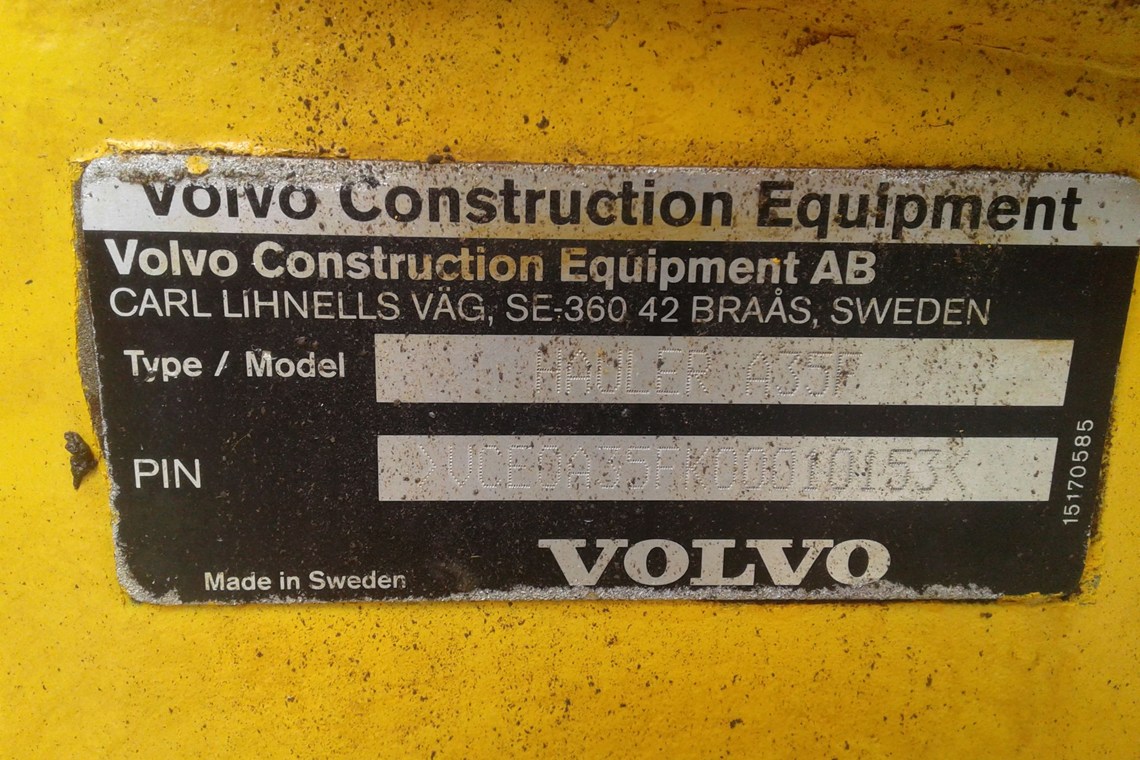 Volvo Construction Equipment
Volvo Construction Equipment AB
CARL LIHNELLS VÄG, SE-360 42 BRAÅS, SWEDEN
Type / Model HAULER A35F
PIN >VCE0A35FK00010153<
15170585
VOLVO
Made in Sweden